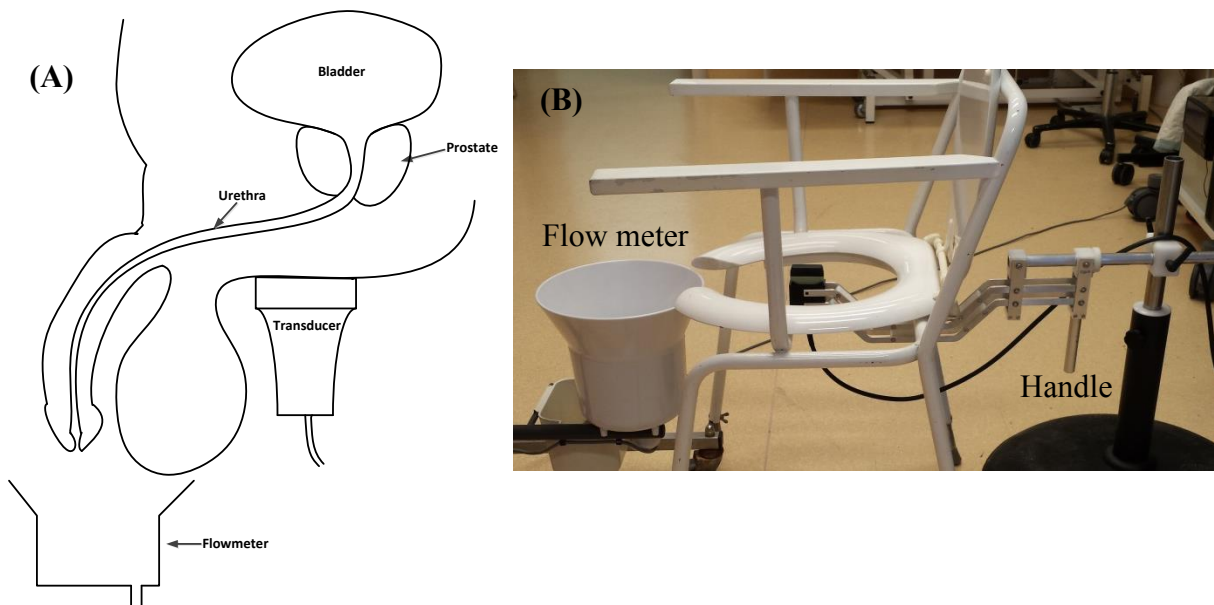 (A)
Bladder
Prostate
Urethra
Transducer
Flowmeter
(B)
Flow meter
Handle